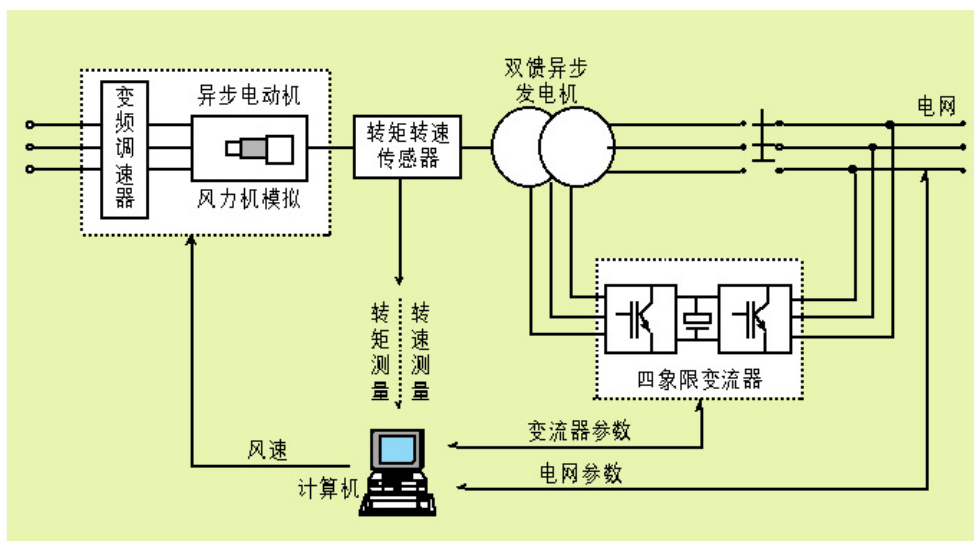 变频调速器
异步电动机
风力机模拟
转矩转速
传感器
双馈异步
发电机
电网
转矩测量
转速测量
四象限变流器
变流器参数
风速
电网参数
计算机